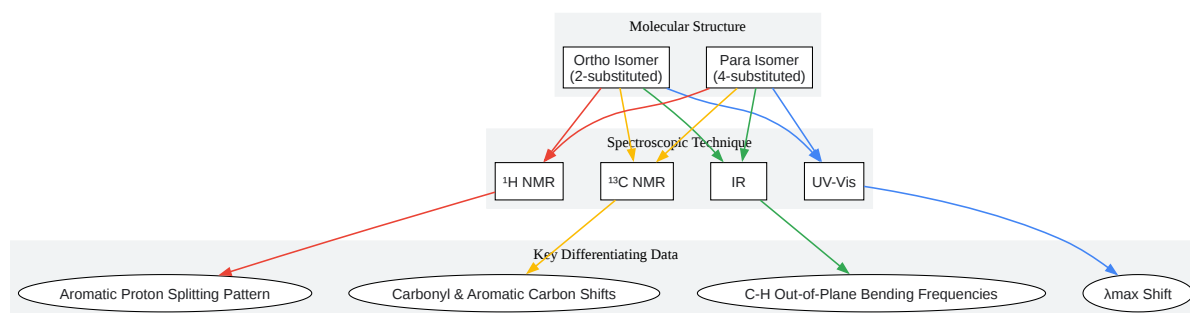 Molecular Structure
Ortho Isomer
(2-substituted)
Para Isomer
(4-substituted)
Spectroscopic Technique
¹H NMR
¹³C NMR
IR
UV-Vis
Key Differentiating Data
Aromatic Proton Splitting Pattern
Carbonyl & Aromatic Carbon Shifts
C-H Out-of-Plane Bending Frequencies
λmax Shift